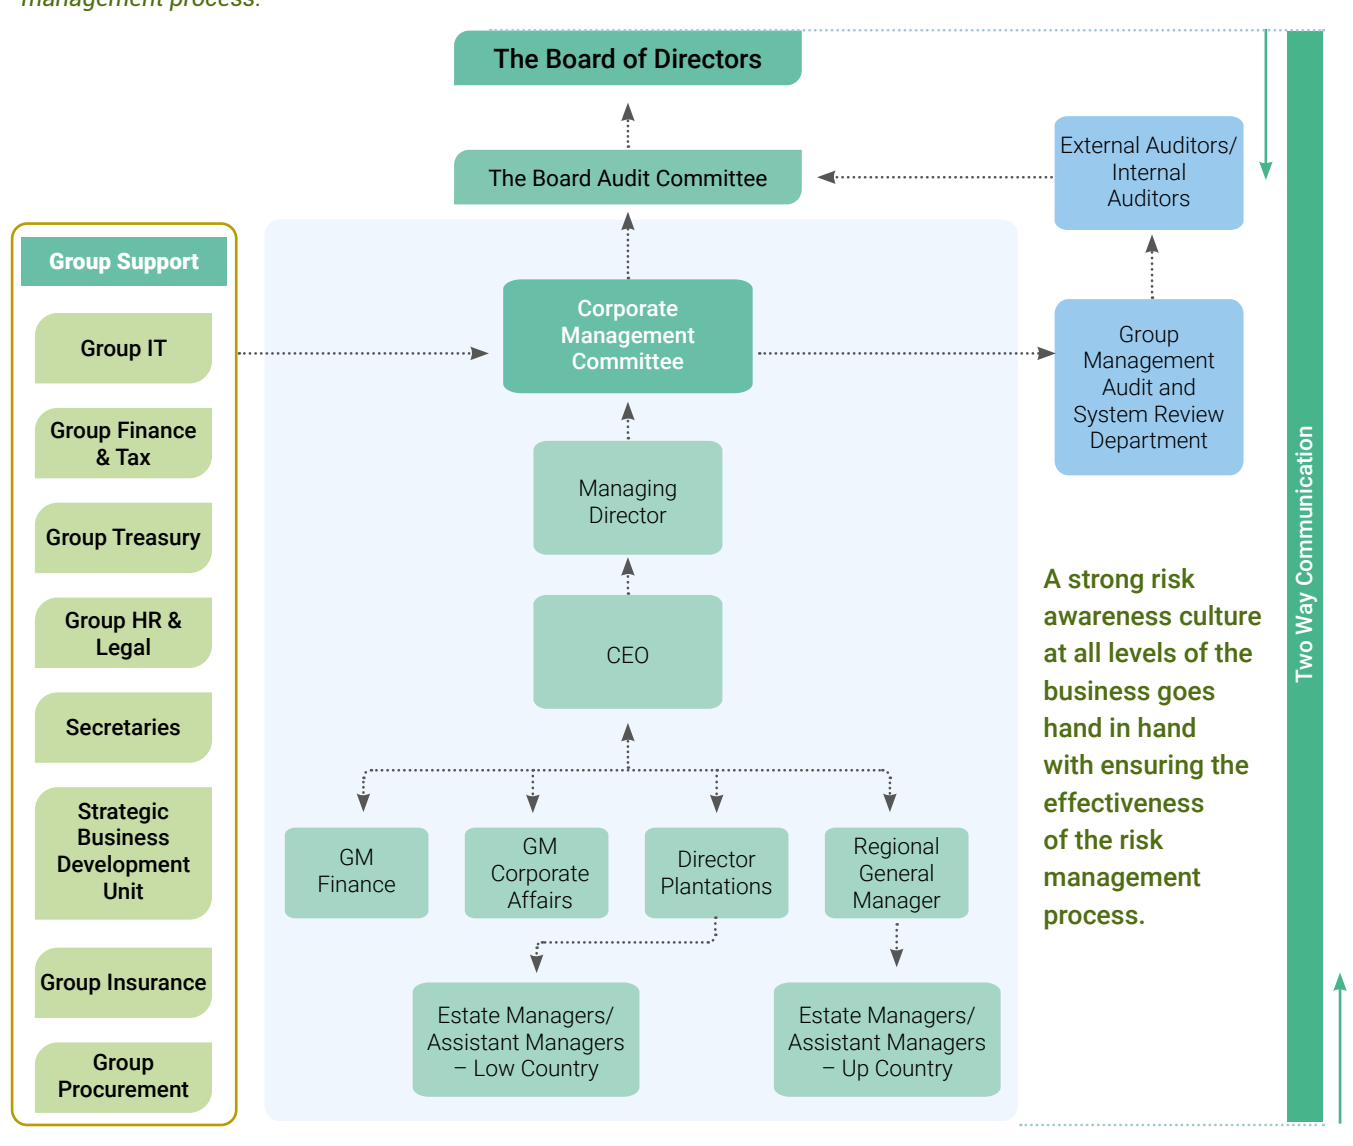 management process.
The Board of Directors
The Board Audit Committee
External Auditors/
Internal
Auditors
Group Support
Group IT
Group Finance
& Tax
Group Treasury
Group HR &
Legal
Secretaries
Strategic
Business
Development
Unit
Group Insurance
Group
Procurement
Corporate
Management
Committee
Group
Management
Audit and
System Review
Department
Managing
Director
CEO
GM
Finance
GM
Corporate
Affairs
Director
Plantations
Regional
General
Manager
Estate Managers/
Assistant Managers
– Low Country
Estate Managers/
Assistant Managers
– Up Country
A strong risk
awareness culture
at all levels of the
business goes
hand in hand
with ensuring the
effectiveness
of the risk
management
process.
Two Way Communication